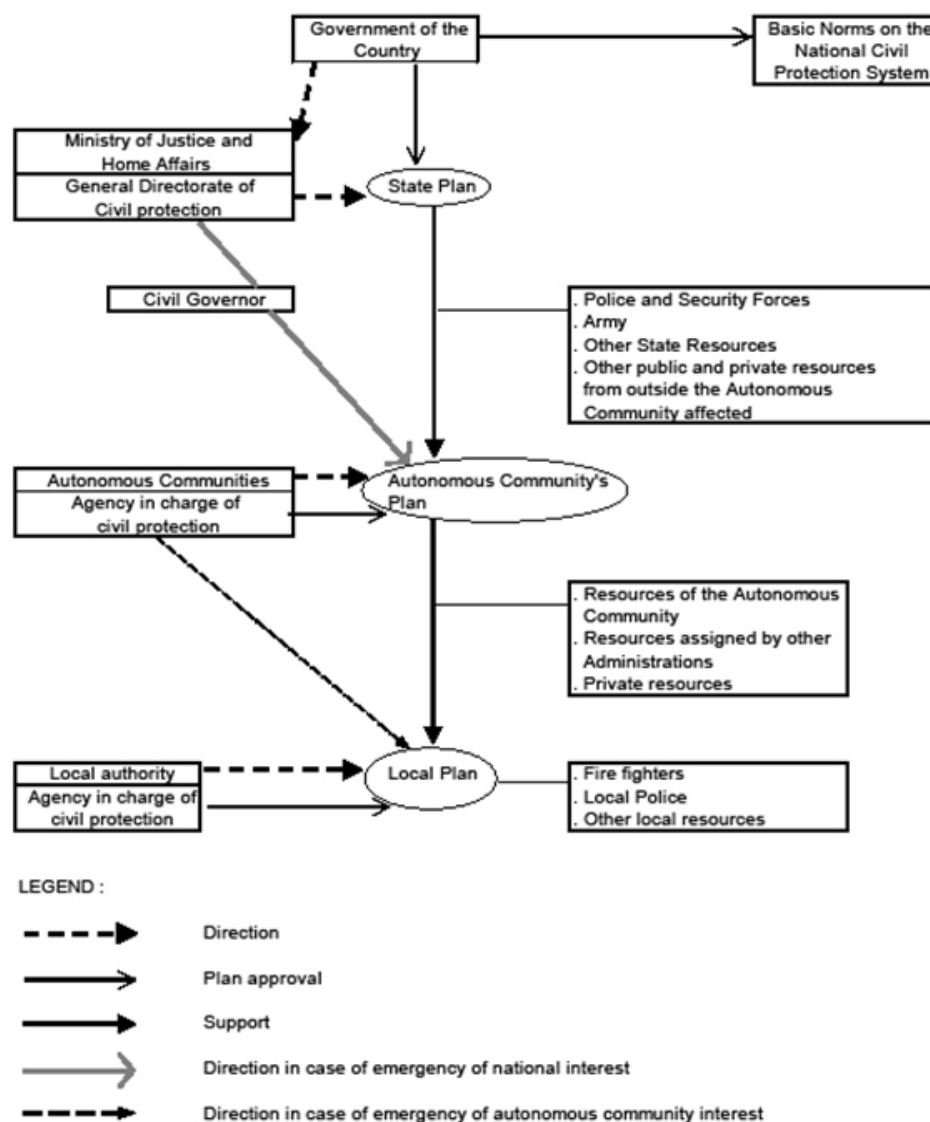 Government of the
Country
Basic Norms on the
National Civil
Protection System
Ministry of Justice and
Home Affairs
General Directorate of
Civil protection
State Plan
Civil Governor
. Police and Security Forces
. Army
. Other State Resources
. Other public and private resources
from outside the Autonomous
Community affected
Autonomous Communities
Agency in charge of
civil protection
Autonomous Community's
Plan
. Resources of the Autonomous
Community
. Resources assigned by other
Administrations
. Private resources
Local authority
Agency in charge of
civil protection
Local Plan
. Fire fighters
. Local Police
. Other local resources
LEGEND :
Direction
Plan approval
Support
Direction in case of emergency of national interest
Direction in case of emergency of autonomous community interest